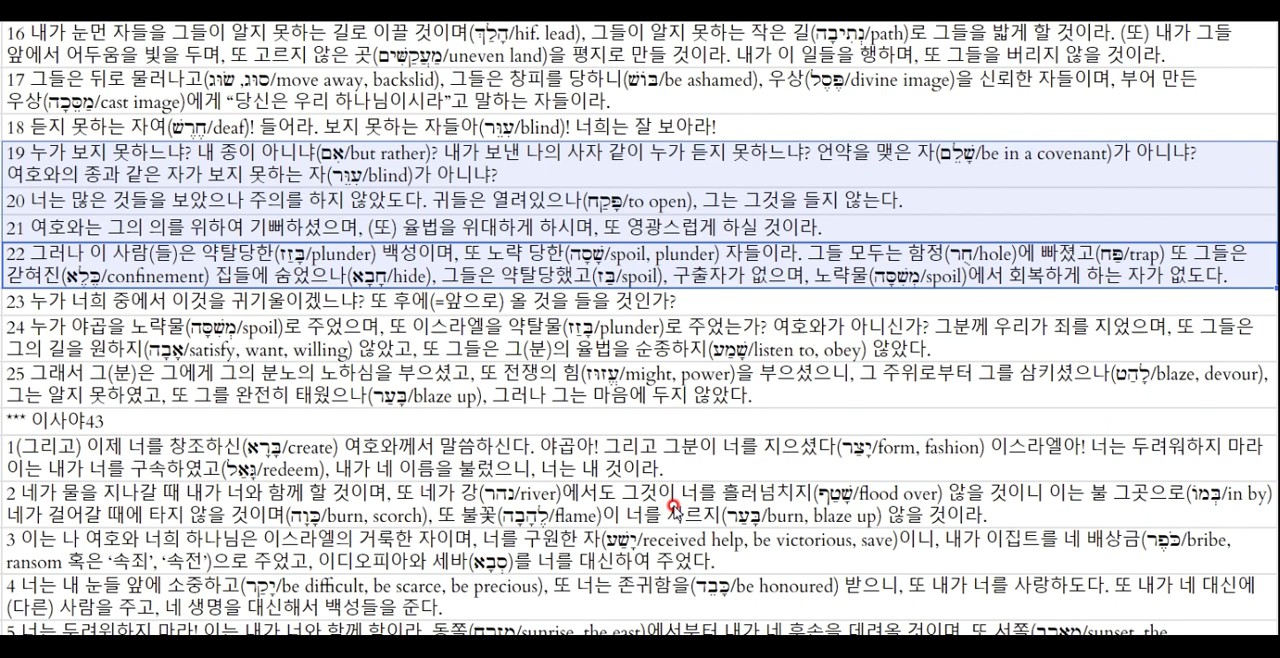 16 내가 눈먼 자들을 그들이 알지 못하는 길로 이끌 것이며(הָלַךְ/hif. lead), 그들이 알지 못하는 작은 길(נְתִיבָה/path)로 그들을 밟게 할 것이라. (또) 내가 그들
앞에서 어두움을 빛을 두며, 또 고르지 않은 곳(מַעֲקַשִּׁים/uneven land)을 평지로 만들 것이라. 내가 이 일들을 행하며, 또 그들을 버리지 않을 것이라.
17 그들은 뒤로 물러나고(סוּג, שׂוּג/move away, backslid), 그들은 창피를 당하니(בּוֹשׁ/be ashamed), 우상(פֶּסֶל/divine image)을 신뢰한 자들이며, 부어 만든
우상(מַסֵּכָה/cast image)에게 “당신은 우리 하나님이시라”고 말하는 자들이라.
18 듣지 못하는 자여(חֵרֵשׁ/deaf)! 들어라. 보지 못하는 자들아(עִוֵּר/blind)! 너희는 잘 보아라!
19 누가 보지 못하느냐? 내 종이 아니냐(אִם/but rather)? 내가 보낸 나의 사자 같이 누가 듣지 못하느냐? 언약을 맺은 자(שָׁלַם/be in a covenant)가 아니냐?
여호와의 종과 같은 자가 보지 못하는 자(עִוֵּר/blind)가 아니냐?
20 너는 많은 것들을 보았으나 주의를 하지 않았도다. 귀들은 열려있으나(פָּקַח/to open), 그는 그것을 듣지 않는다.
21 여호와는 그의 의를 위하여 기뻐하셨으며, (또) 율법을 위대하게 하시며, 또 영광스럽게 하실 것이라.
22 그러나 이 사람(들)은 약탈당한(בָּזַז/plunder) 백성이며, 또 노략 당한(שָׁסָה/spoil, plunder) 자들이라. 그들 모두는 함정(חֹר/hole)에 빠졌고(פַּח/trap) 또 그들은
갇혀진(כֶּלֶא/confinement) 집들에 숨었으나(חָבָא/hide), 그들은 약탈당했고(בַּז/spoil), 구출자가 없으며, 노략물(מְשִׁסָּה/spoil)에서 회복하게 하는 자가 없도다.
23 누가 너희 중에서 이것을 귀기울이겠느냐? 또 후에(=앞으로) 올 것을 들을 것인가?
24 누가 야곱을 노략물(מְשִׁסָּה/spoil)로 주었으며, 또 이스라엘을 약탈물(בָּזַז/plunder)로 주었는가? 여호와가 아니신가? 그분께 우리가 죄를 지었으며, 또 그들은
그의 길을 원하지(אָבָה/satisfy, want, willing) 않았고, 또 그들은 그(분)의 율법을 순종하지(שָׁמַע/listen to, obey) 않았다.
25 그래서 그(분)은 그에게 그의 분노의 노하심을 부으셨고, 또 전쟁의 힘(עֱזוּז/might, power)을 부으셨으니, 그 주위로부터 그를 삼키셨으나(לָהַט/blaze, devour),
그는 알지 못하였고, 또 그를 완전히 태웠으나(בָּעַר/blaze up), 그러나 그는 마음에 두지 않았다.
*** 이사야43
1(그리고) 이제 너를 창조하신(בָּרָא/create) 여호와께서 말씀하신다. 야곱아! 그리고 그분이 너를 지으셨다(יָצַר/form, fashion) 이스라엘아! 너는 두려워하지 마라
이는 내가 너를 구속하였고(גָּאַל/redeem), 내가 네 이름을 불렀으니, 너는 내 것이라.
2 네가 물을 지나갈 때 내가 너와 함께 할 것이며, 또 네가 강(נהר/river)에서도 그것이 너를 흘러넘치지(שָׁטַף/flood over) 않을 것이니 이는 불 그곳으로(בְּמוֹ/in by)
네가 걸어갈 때에 타지 않을 것이며(כָּוָה/burn, scorch), 또 불꽃(לֶהָבָה/flame)이 너를 르지(בָּעַר/burn, blaze up) 않을 것이라.
3 이는 나 여호와 너희 하나님은 이스라엘의 거룩한 자이며, 너를 구원한 자(יָשַׁע/received help, be victorious, save)이니, 내가 이집트를 네 배상금(כֹּפֶר/bribe,
ransom 혹은 ‘속죄’, ‘속전’)으로 주었고, 이디오피아와 세바(סְבָא)를 너를 대신하여 주었다.
4 너는 내 눈들 앞에 소중하고(יָקַר/be difficult, be scarce, be precious), 또 너는 존귀함을(כָּבֵד/be honoured) 받으니, 또 내가 너를 사랑하도다. 또 내가 네 대신에
(다른) 사람을 주고, 네 생명을 대신해서 백성들을 준다.
5 너는 두려워하지 마라! 이는 내가 너와 함께 함이라. 동쪽(מִזְרָח/sunrise, the east)에서부터 내가 네 후손을 데려올 것이며, 또 서쪽(מַעֲרָב/sunset, the